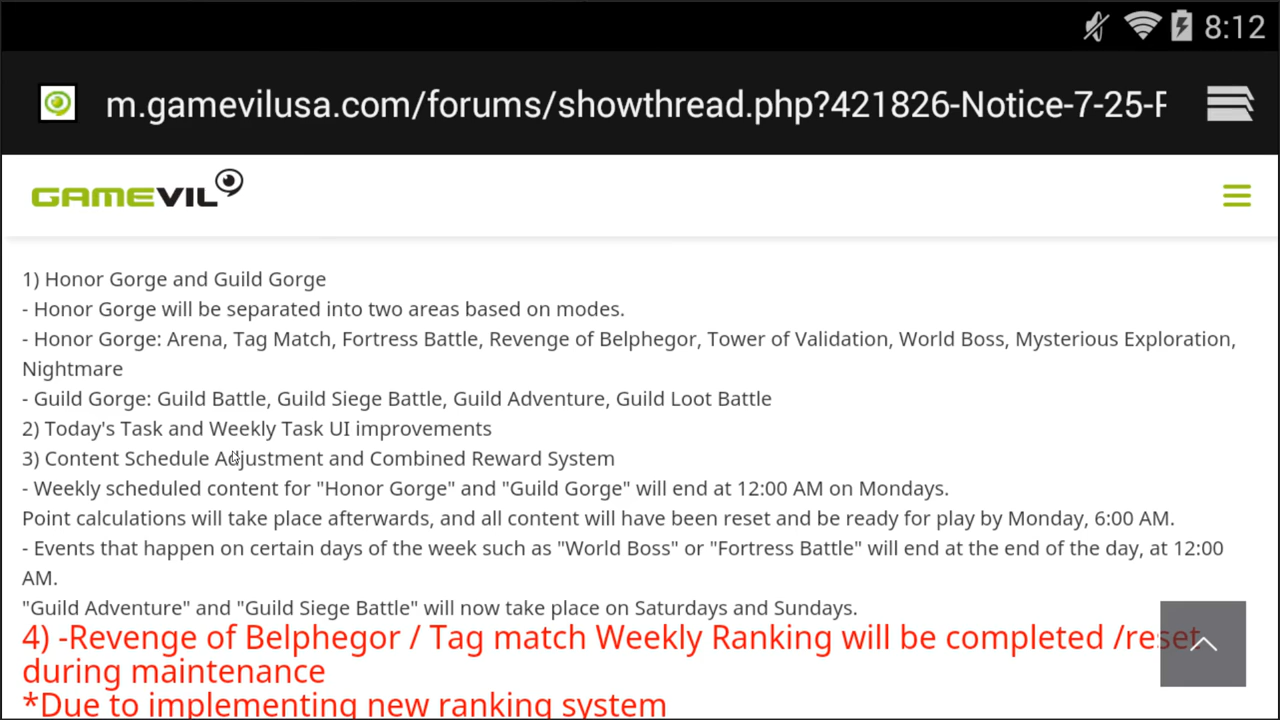 8:12
m.gamevilusa.com/forums/showthread.php?421826-Notice-7-25-F
GAMEVIL
1) Honor Gorge and Guild Gorge
- Honor Gorge will be separated into two areas based on modes.
- Honor Gorge: Arena, Tag Match, Fortress Battle, Revenge of Belphegor, Tower of Validation, World Boss, Mysterious Exploration,
Nightmare
- Guild Gorge: Guild Battle, Guild Siege Battle, Guild Adventure, Guild Loot Battle
2) Today's Task and Weekly Task UI improvements
3) Content Schedule Adjustment and Combined Reward System
- Weekly scheduled content for "Honor Gorge" and "Guild Gorge" will end at 12:00 AM on Mondays.
Point calculations will take place afterwards, and all content will have been reset and be ready for play by Monday, 6:00 AM.
- Events that happen on certain days of the week such as "World Boss" or "Fortress Battle" will end at the end of the day, at 12:00
AM.
"Guild Adventure" and "Guild Siege Battle" will now take place on Saturdays and Sundays.
4) -Revenge of Belphegor / Tag match Weekly Ranking will be completed /reset
during maintenance
*Due to implementing new ranking system